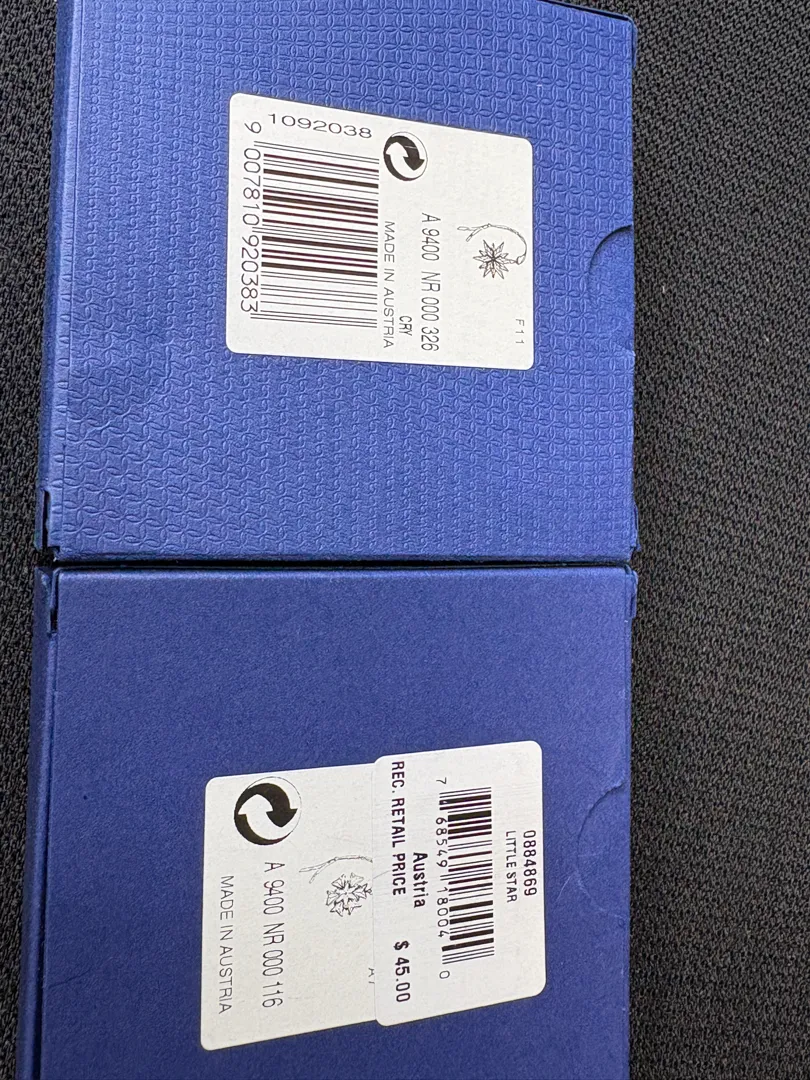 1092038
9 007810 920383
MADE IN AUSTRIA
CRY
A 9400 NR 000 326
F11
0884869
LITTLE STAR
7 68549 18004 0
Austria
REC. RETAIL PRICE $ 45.00
A 9400 NR 000 116
MADE IN AUSTRIA